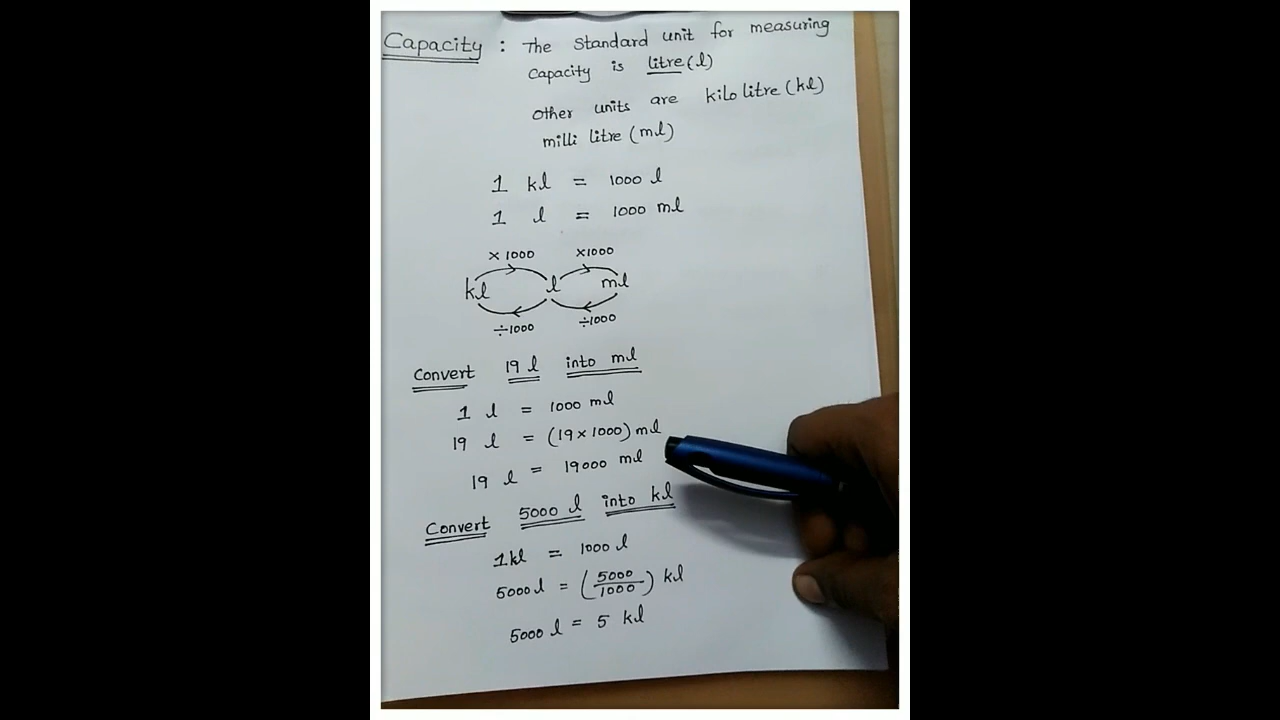 Capacity : The Standard unit for measuring
Capacity is litre (l)
Other units are kilo litre (kl)
milli litre (ml)
1 kl = 1000 l
1 l = 1000 ml
× 1000 ×1000
kl l ml
÷1000 ÷1000
Convert 19 l into ml
1 l = 1000 ml
19 l = (19 × 1000) ml
19 l = 19000 ml
Convert 5000 l into kl
1kl = 1000 l
5000 l = (5000/1000) kl
5000 l = 5 kl